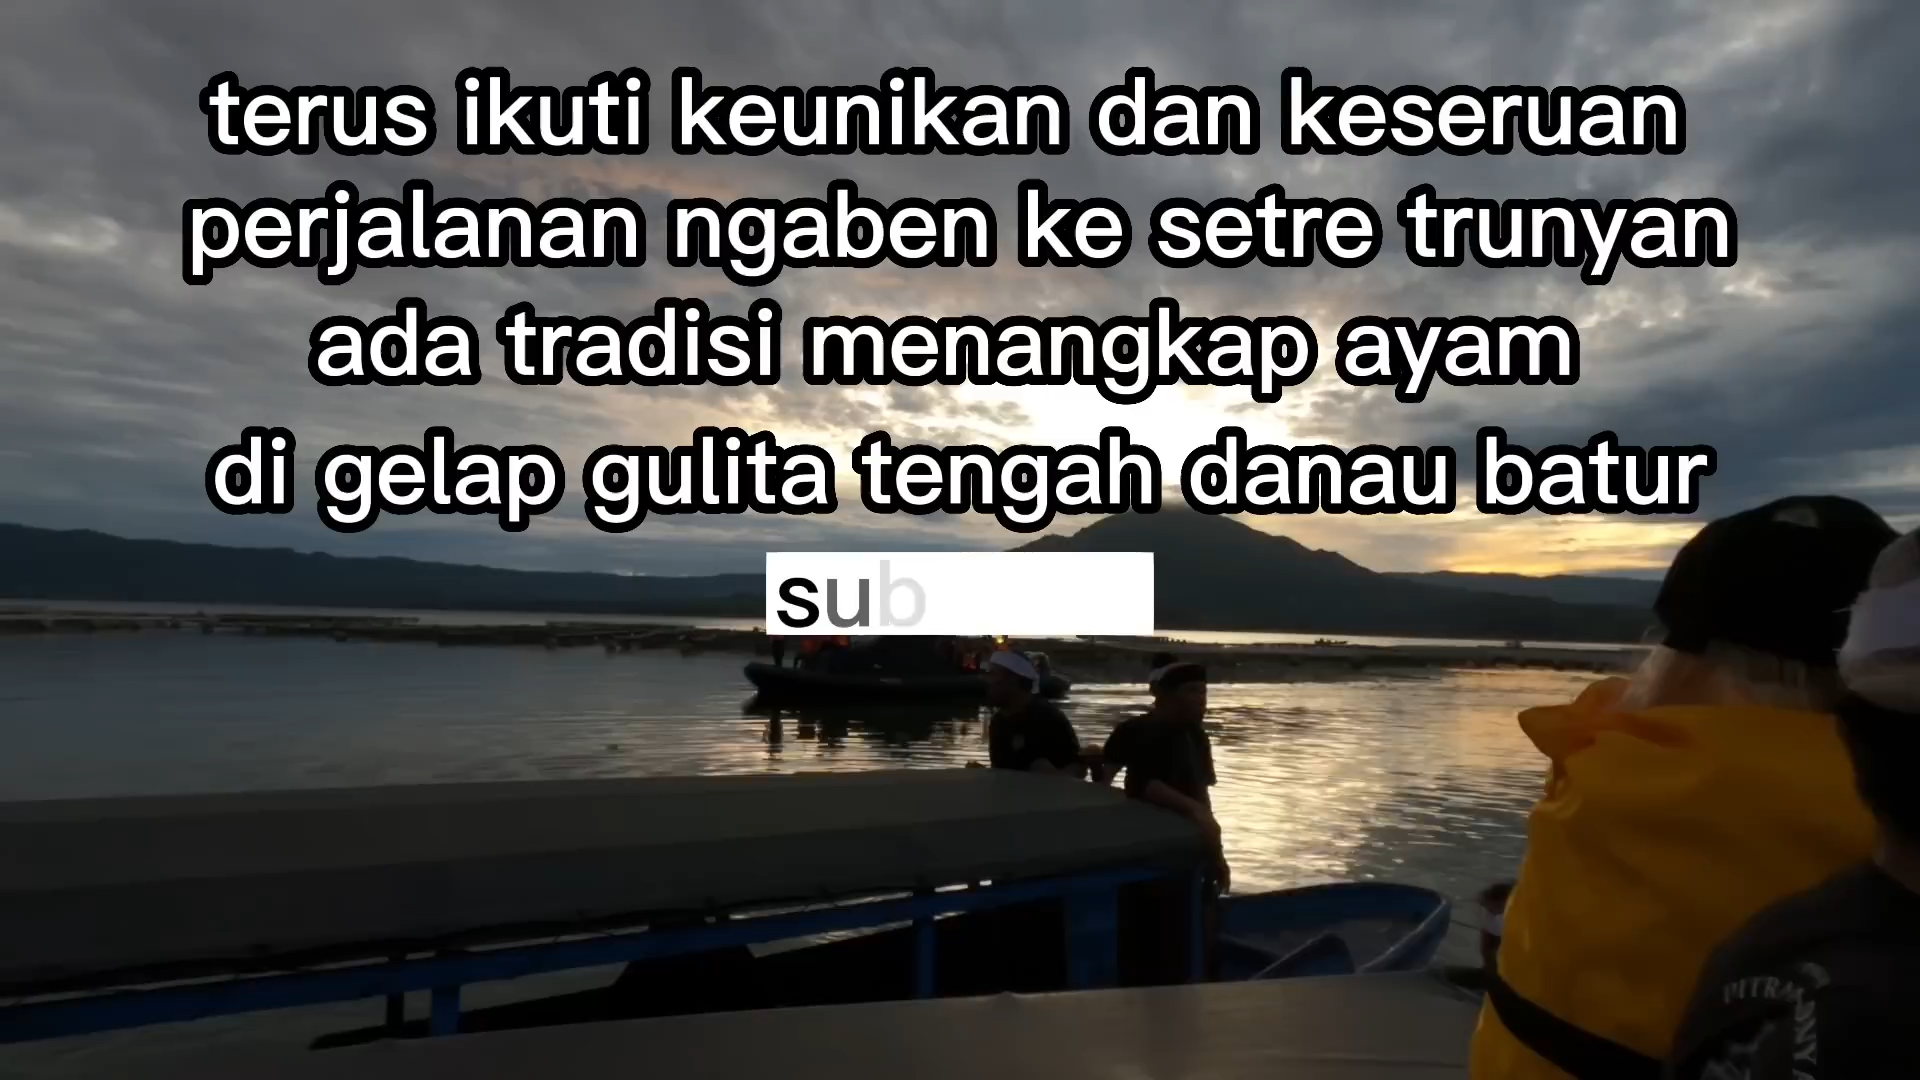 terus ikuti keunikan dan keseruan
perjalanan ngaben ke setre trunyan
ada tradisi menangkap ayam
di gelap gulita tengah danau batur
sub